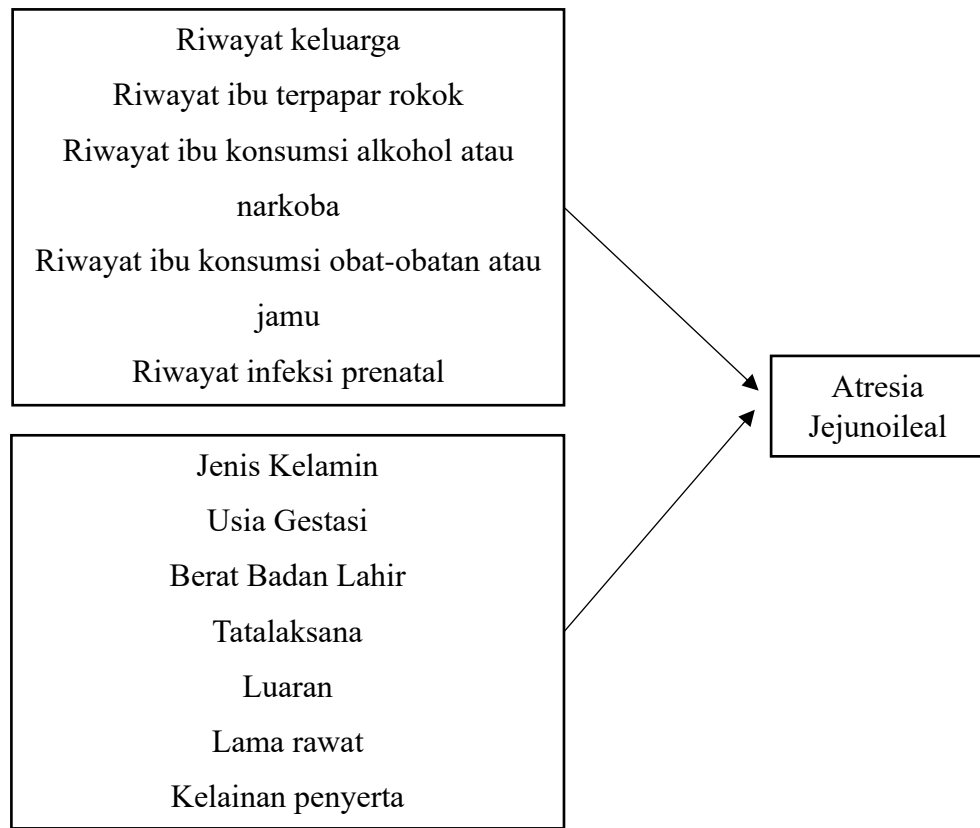 Riwayat keluarga
Riwayat ibu terpapar rokok
Riwayat ibu konsumsi alkohol atau
narkoba
Riwayat ibu konsumsi obat-obatan atau
jamu
Riwayat infeksi prenatal
Jenis Kelamin
Usia Gestasi
Berat Badan Lahir
Tatalaksana
Luaran
Lama rawat
Kelainan penyerta
Atresia
Jejunoileal